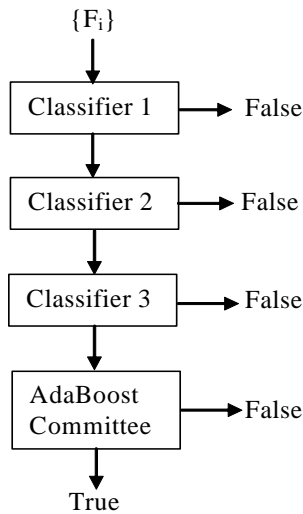 {Fi}
Classifier 1
False
Classifier 2
False
Classifier 3
False
AdaBoost
Committee
False
True